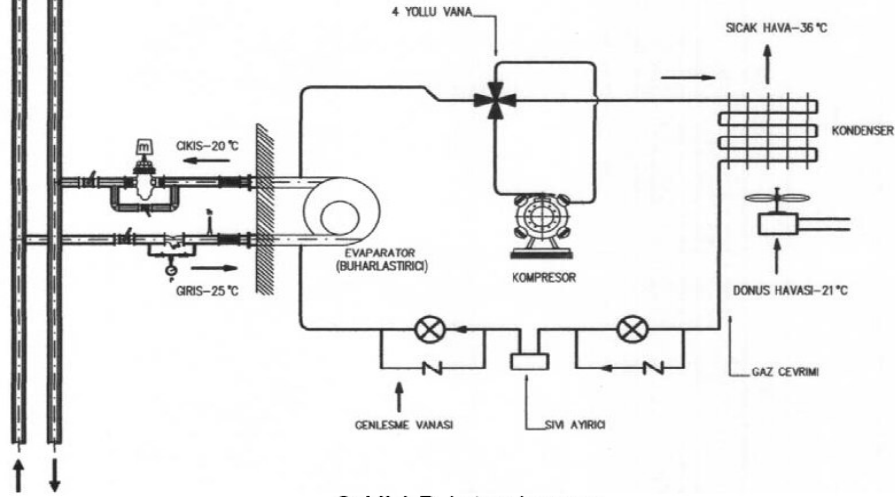 4 YOLLU VANA
SICAK HAVA-36°C
CIKIS-20°C
m
KONDENSER
EVAPARATOR
(BUHARLASTIRICI)
KOMPRESOR
GIRIS-25°C
DONUS HAVASI-21°C
GAZ CEVRIMI
GENLESME VANASI
SIVI AYIRICI